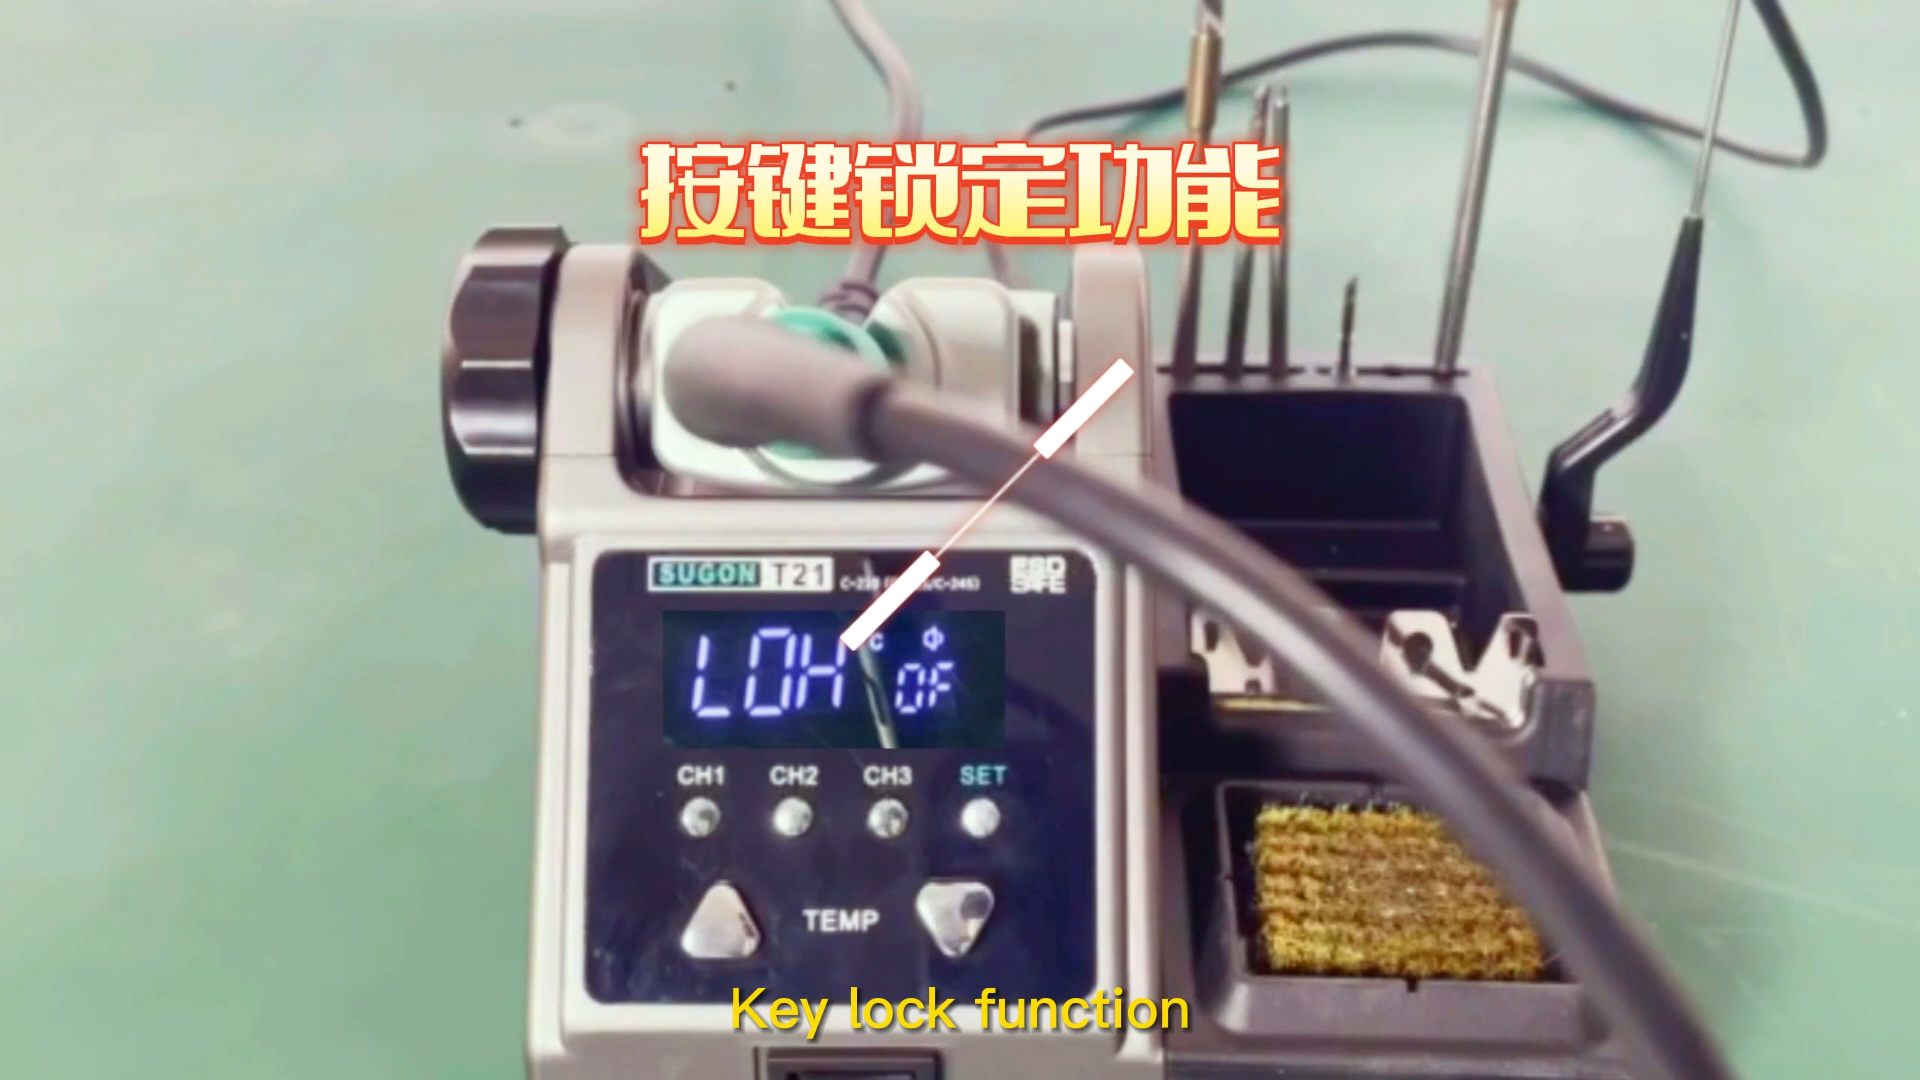 按键锁定功能
SUGON T21
ESD
SAFE
LOH
°C
OF
CH1 CH2 CH3 SET
TEMP
Key lock function